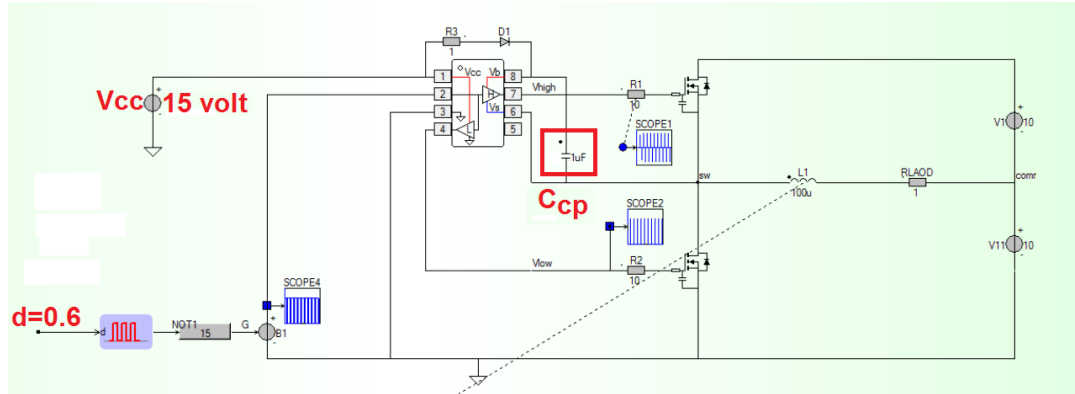 R3
D1
1
1
Vcc
Vb
8
Vcc
15 volt
2
H
7
Vhigh
R1
10
3
Vs
6
4
L
5
SCOPE1
V1
10
1uF
Ccp
sw
L1
100u
RLAOD
1
comr
SCOPE2
V11
10
Vlow
R2
10
SCOPE4
d=0.6
d
NOT1
15
G
B1